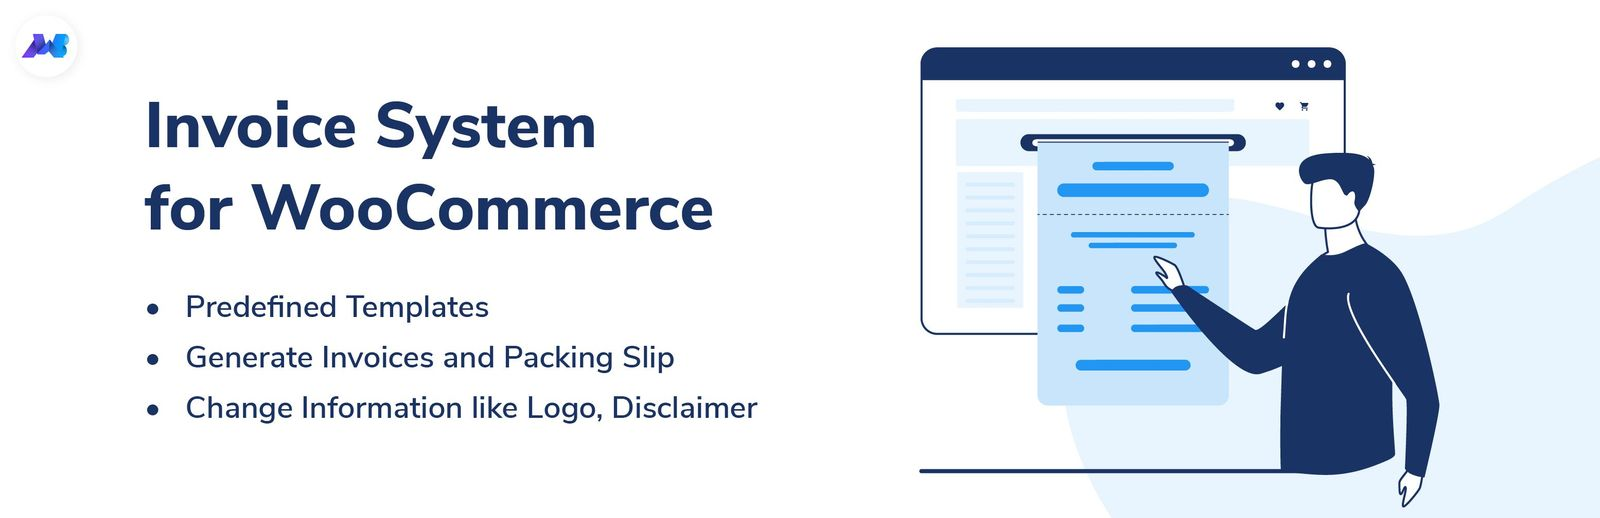 Invoice System
for WooCommerce
• Predefined Templates
• Generate Invoices and Packing Slip
• Change Information like Logo, Disclaimer